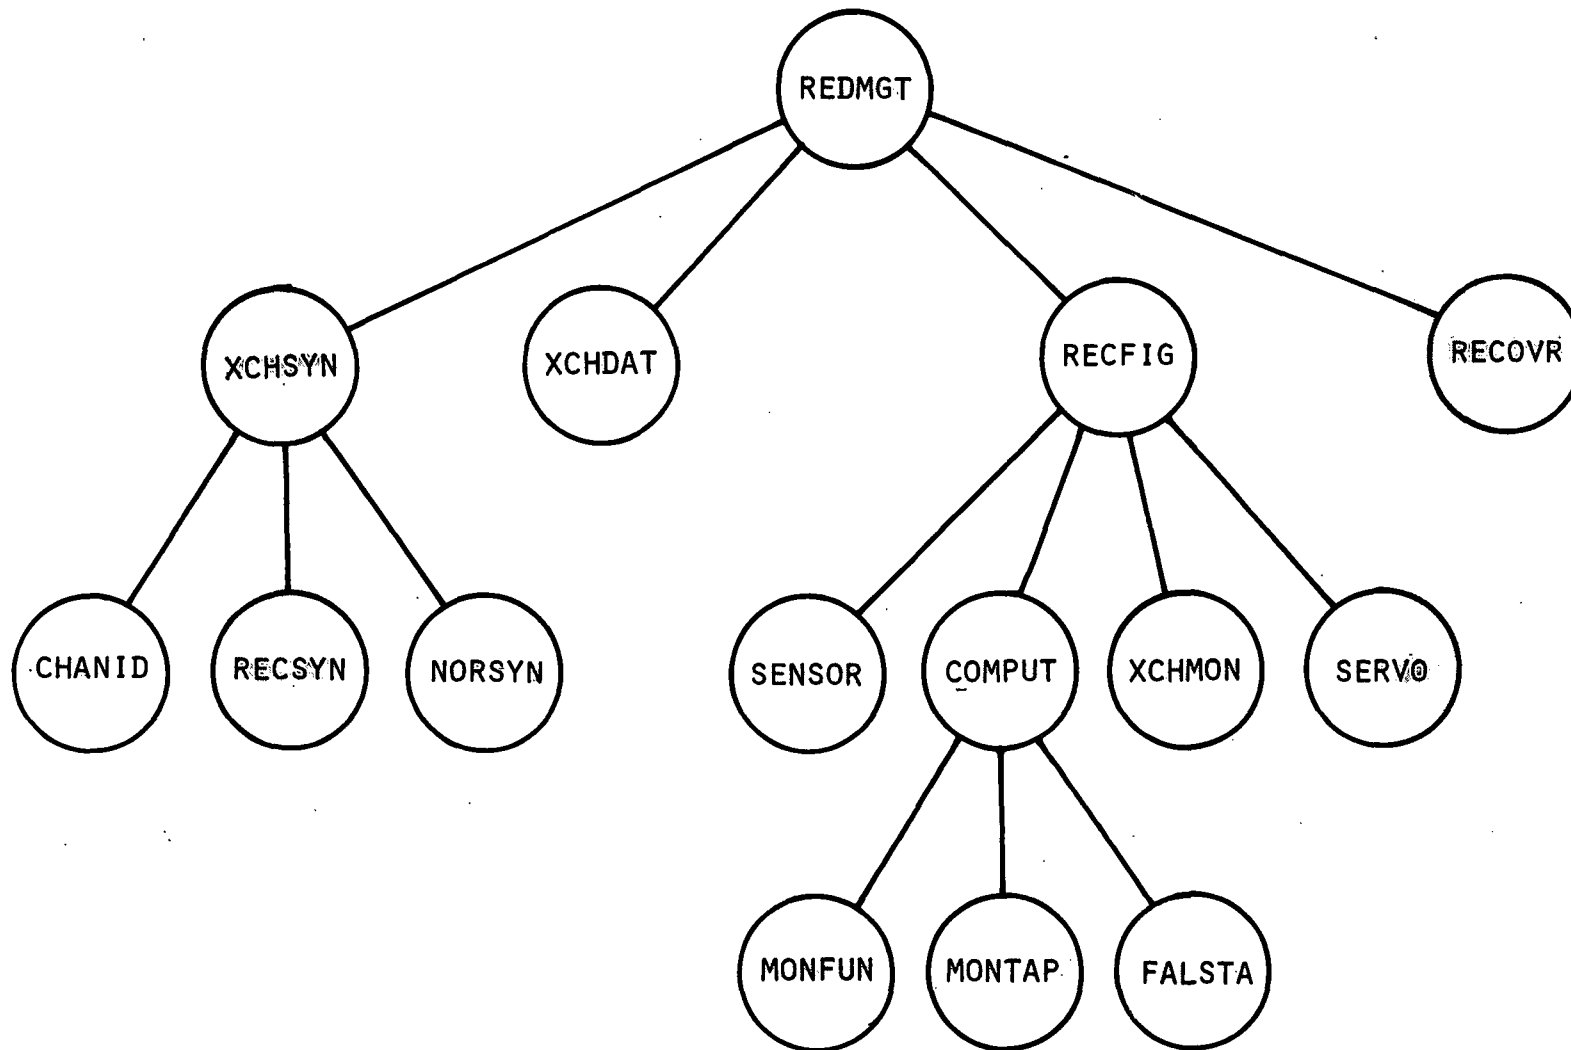 REDMGT
XCHSYN
XCHDAT
RECFIG
RECOVR
CHANID
RECSYN
NORSYN
SENSOR
COMPUT
XCHMON
SERVO
MONFUN
MONTAP
FALSTA